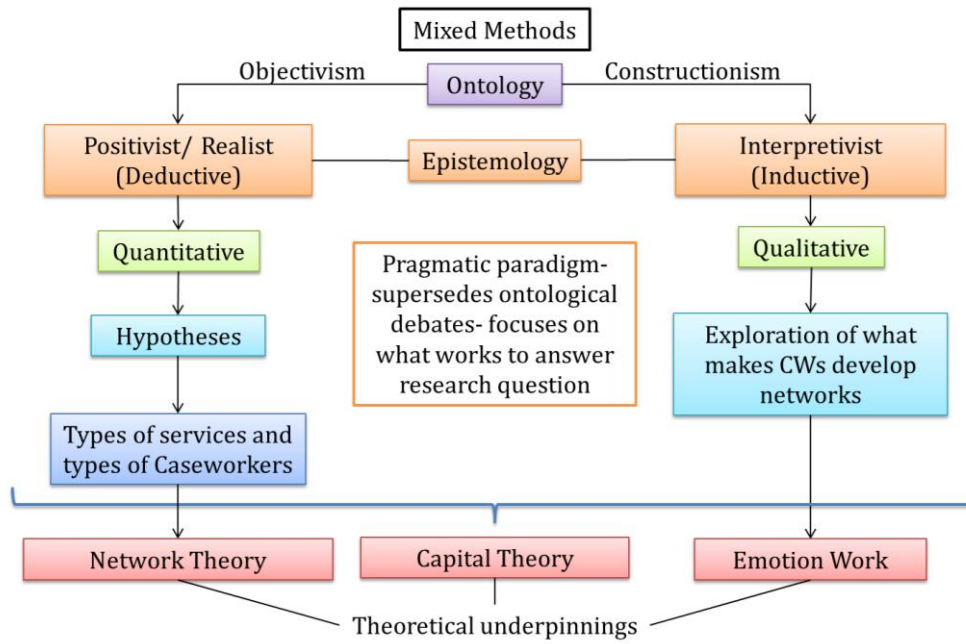 Mixed Methods
Objectivism
Constructionism
Ontology
Positivist/ Realist
(Deductive)
Epistemology
Interpretivist
(Inductive)
Quantitative
Qualitative
Pragmatic paradigm-
supersedes ontological
debates- focuses on
what works to answer
research question
Hypotheses
Exploration of what
makes CWs develop
networks
Types of services and
types of Caseworkers
Network Theory
Capital Theory
Emotion Work
Theoretical underpinnings